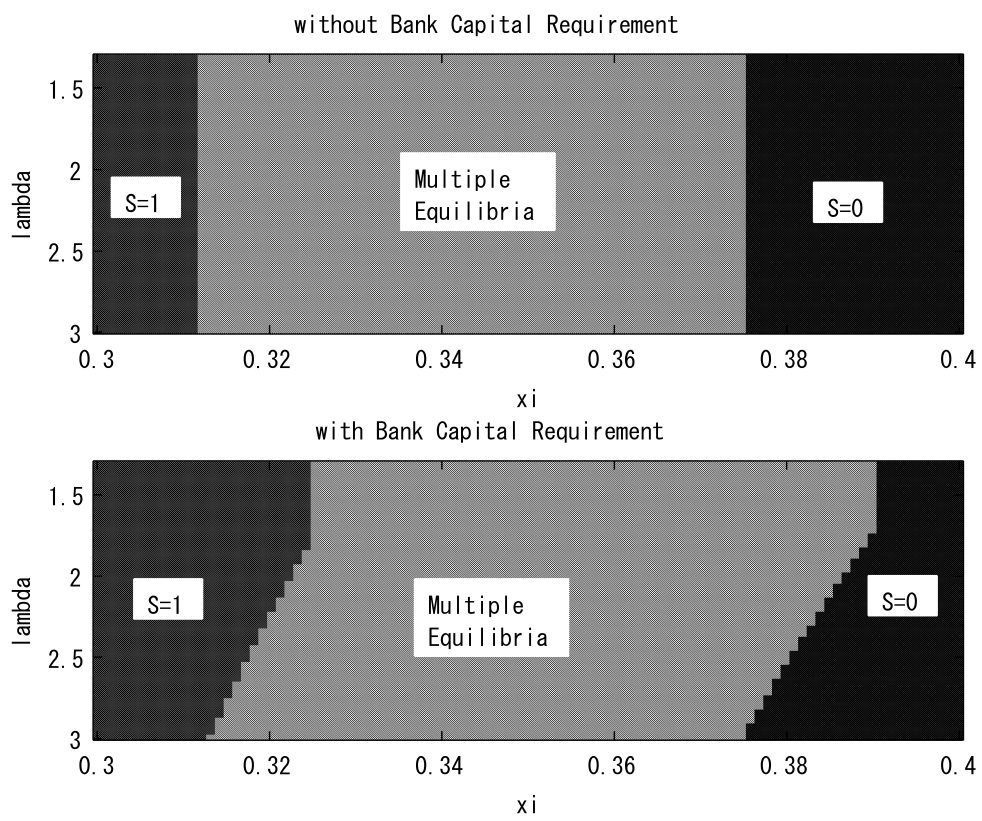 without Bank Capital Requirement
1.5
2
2.5
3
lambda
S=1
Multiple
Equilibria
S=0
0.3
0.32
0.34
0.36
0.38
0.4
xi
with Bank Capital Requirement
1.5
2
2.5
3
lambda
S=1
Multiple
Equilibria
S=0
0.3
0.32
0.34
0.36
0.38
0.4
xi